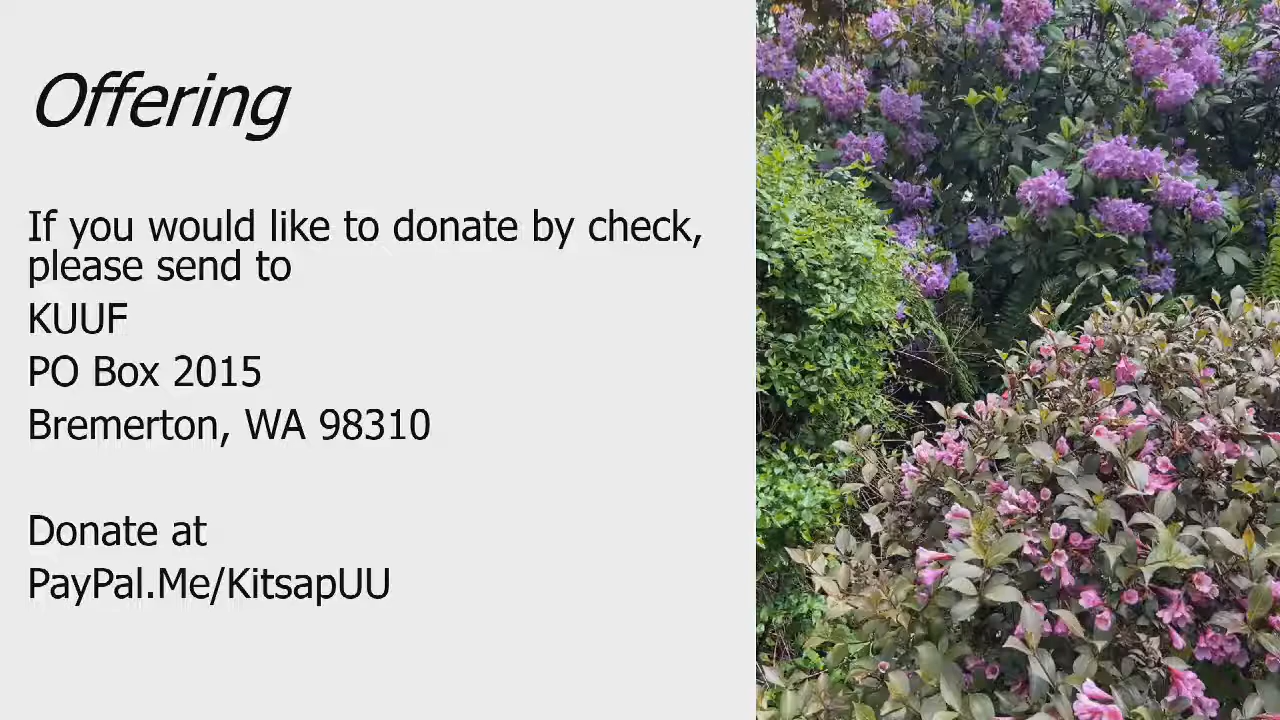 Offering
If you would like to donate by check,
please send to
KUUF
PO Box 2015
Bremerton, WA 98310
Donate at
PayPal.Me/KitsapUU